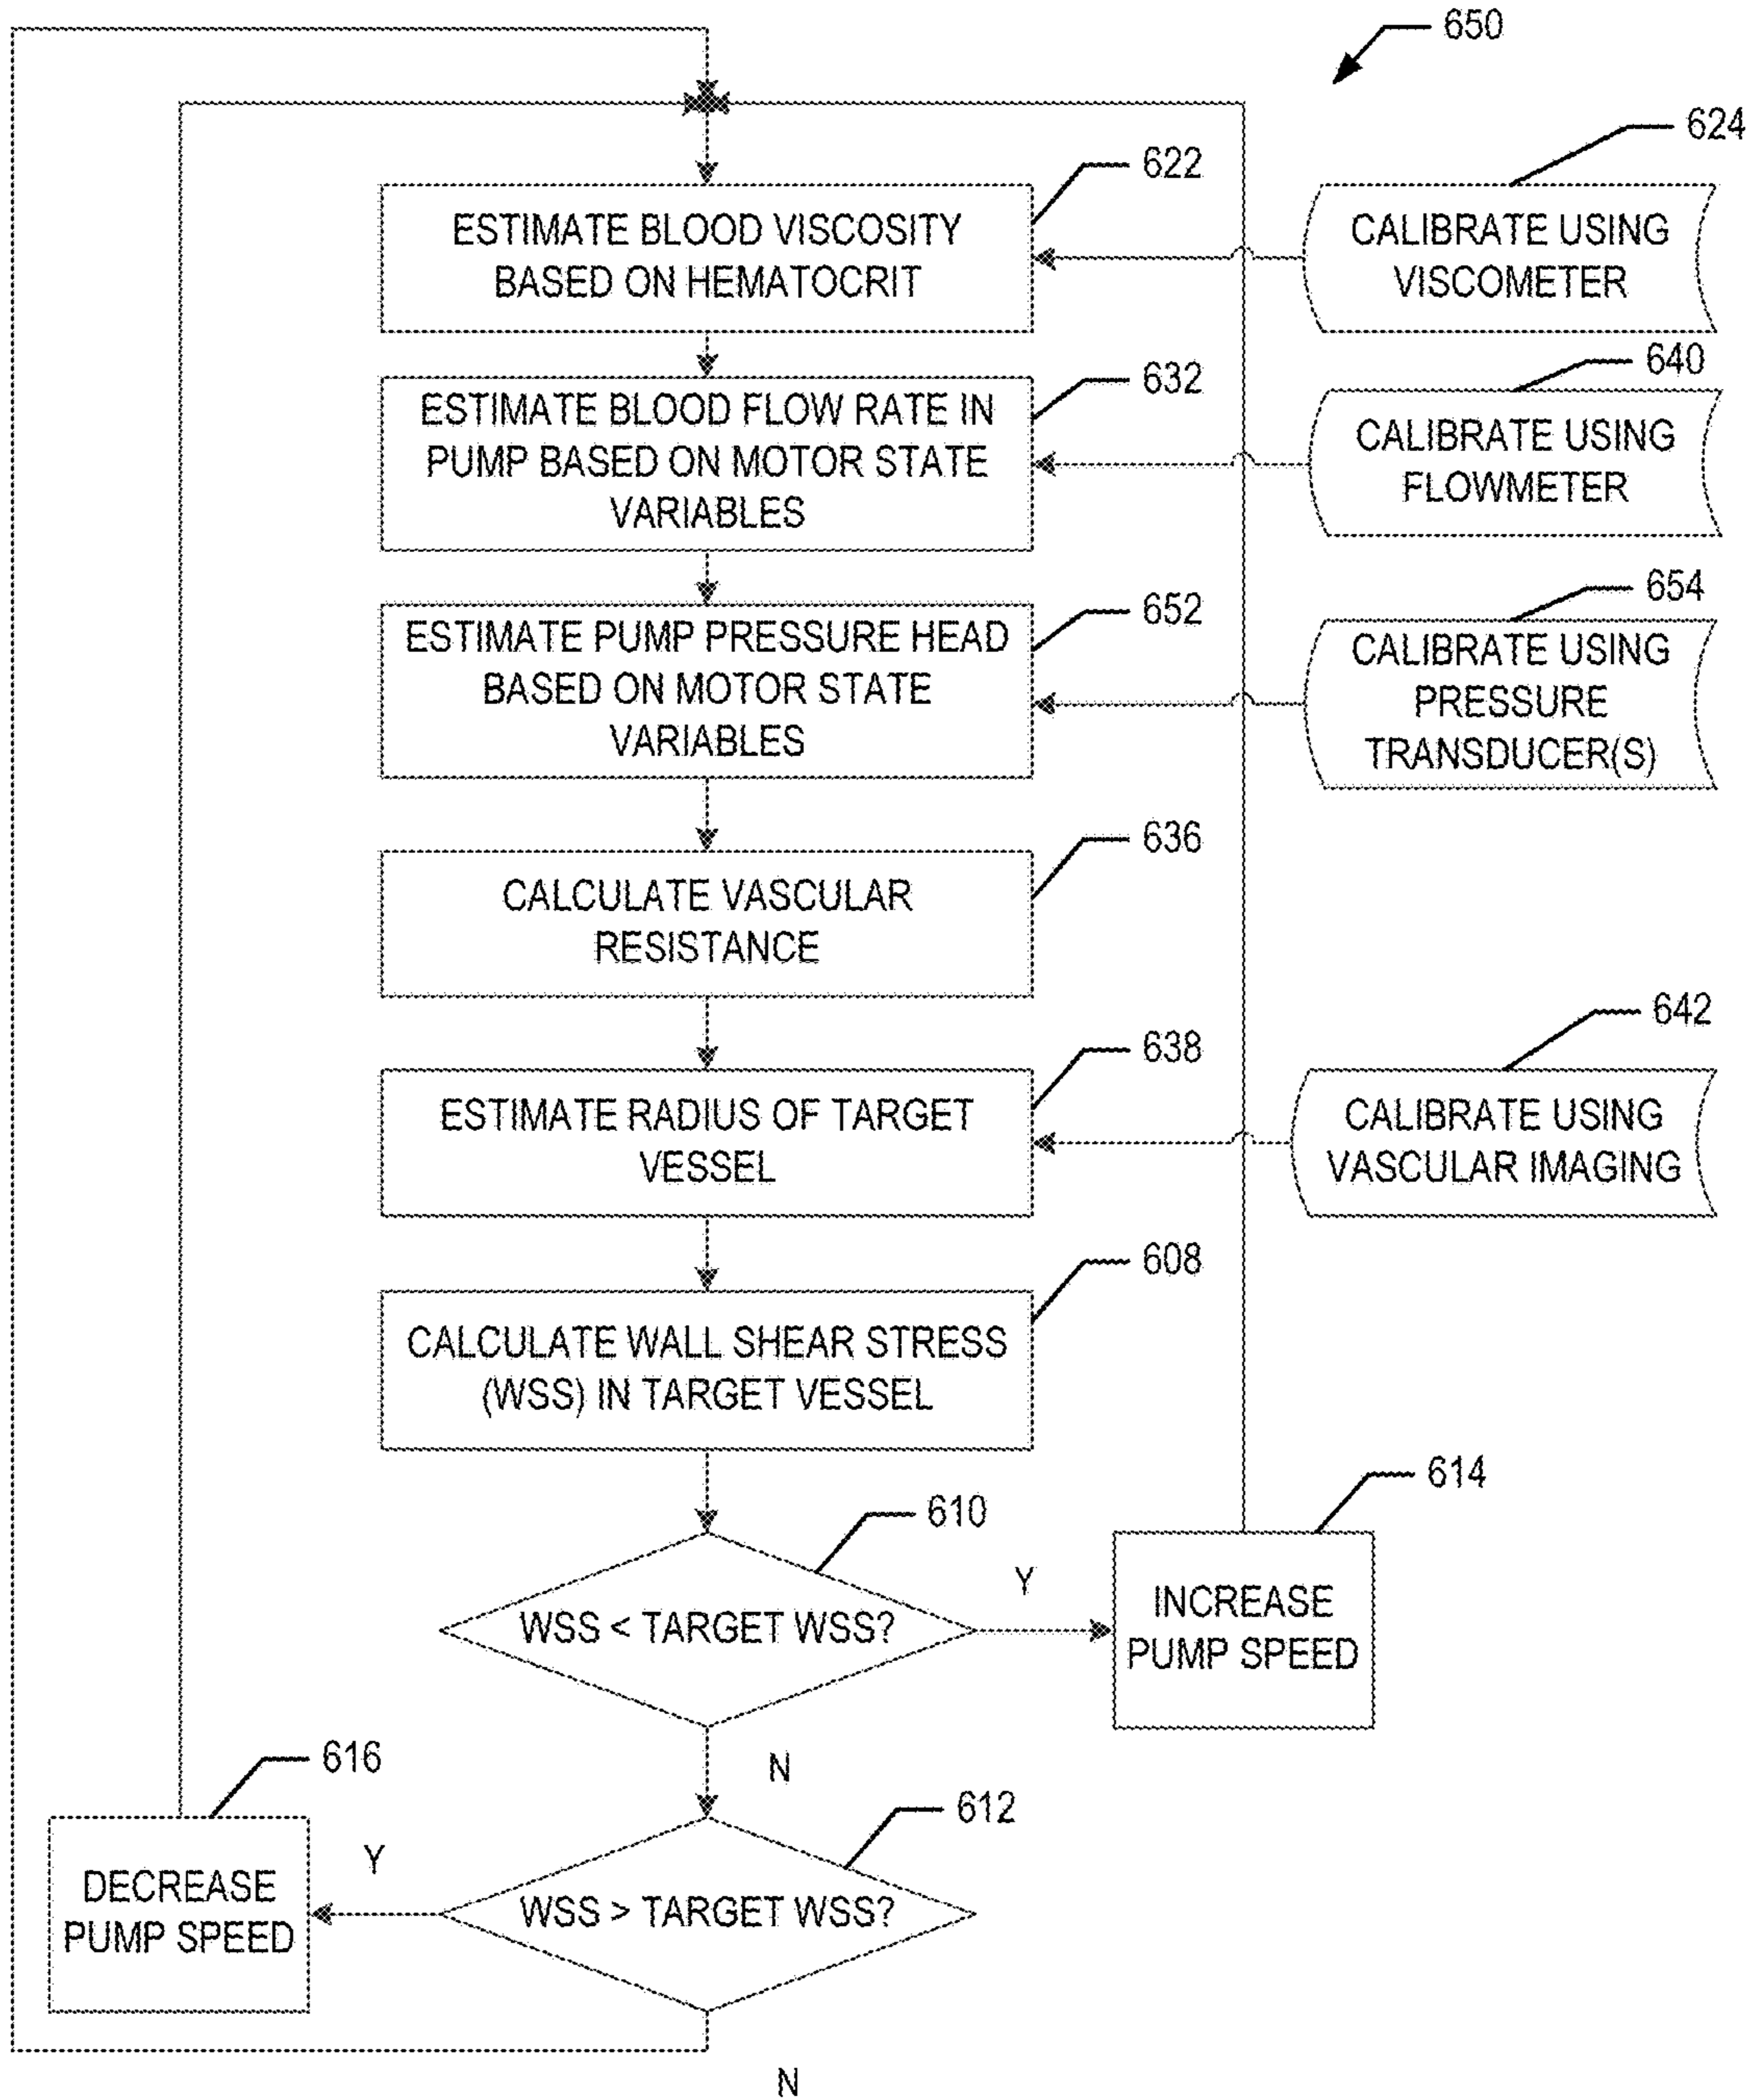 650
624
622
ESTIMATE BLOOD VISCOSITY
BASED ON HEMATOCRIT
CALIBRATE USING
VISCOMETER
640
632
ESTIMATE BLOOD FLOW RATE IN
PUMP BASED ON MOTOR STATE
VARIABLES
CALIBRATE USING
FLOWMETER
654
652
ESTIMATE PUMP PRESSURE HEAD
BASED ON MOTOR STATE
VARIABLES
CALIBRATE USING
PRESSURE
TRANSDUCER(S)
636
CALCULATE VASCULAR
RESISTANCE
642
638
ESTIMATE RADIUS OF TARGET
VESSEL
CALIBRATE USING
VASCULAR IMAGING
608
CALCULATE WALL SHEAR STRESS
(WSS) IN TARGET VESSEL
614
610
Y
WSS < TARGET WSS?
INCREASE
PUMP SPEED
N
616
612
Y
DECREASE
PUMP SPEED
WSS > TARGET WSS?
N